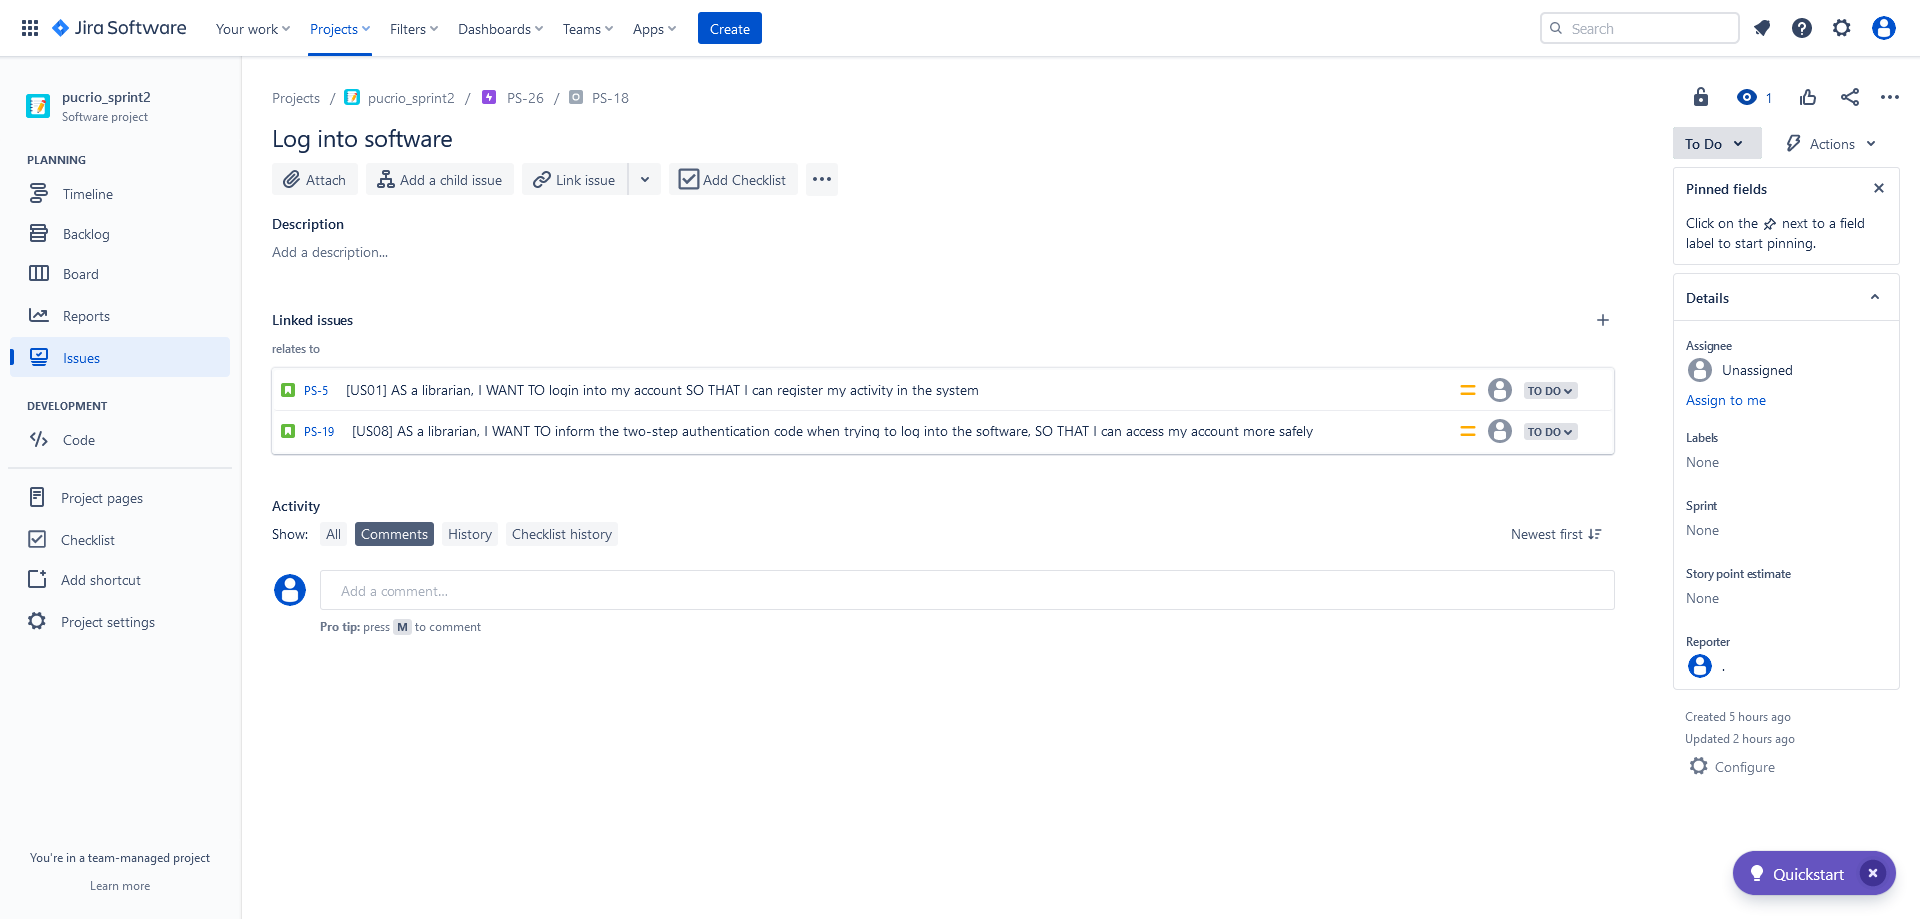 Jira Software Your work Projects Filters Dashboards Teams Apps Create Search
pucrio_sprint2
Software project
PLANNING
Timeline
Backlog
Board
Reports
Issues
DEVELOPMENT
Code
Project pages
Checklist
Add shortcut
Project settings
You're in a team-managed project
Learn more
Projects / pucrio_sprint2 / PS-26 / PS-18
Log into software
Attach Add a child issue Link issue Add Checklist
Description
Add a description...
Linked issues
relates to
PS-5 [US01] AS a librarian, I WANT TO login into my account SO THAT I can register my activity in the system TO DO
PS-19 [US08] AS a librarian, I WANT TO inform the two-step authentication code when trying to log into the software, SO THAT I can access my account more safely TO DO
Activity
Show: All Comments History Checklist history Newest first
Add a comment...
Pro tip: press M to comment
1
To Do Actions
Pinned fields
Click on the next to a field
label to start pinning.
Details
Assignee
Unassigned
Assign to me
Labels
None
Sprint
None
Story point estimate
None
Reporter
.
Created 5 hours ago
Updated 2 hours ago
Configure
Quickstart